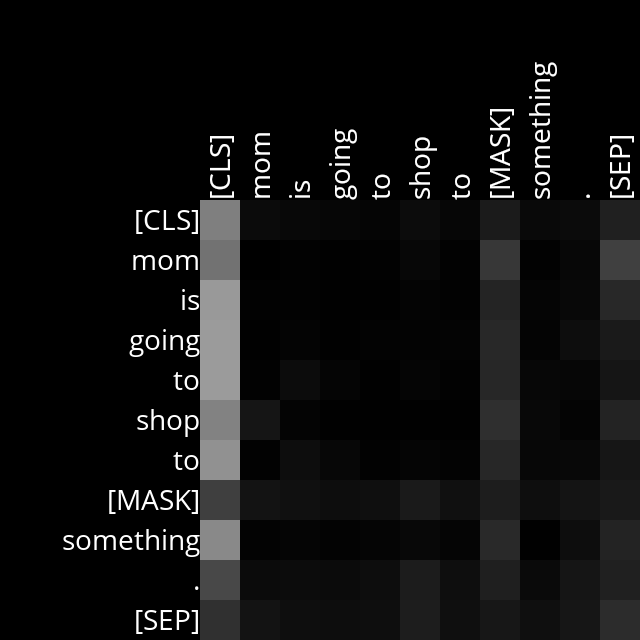 [CLS] mom is going to shop to [MASK] something . [SEP]
[CLS]
mom
is
going
to
shop
to
[MASK]
something
.
[SEP]